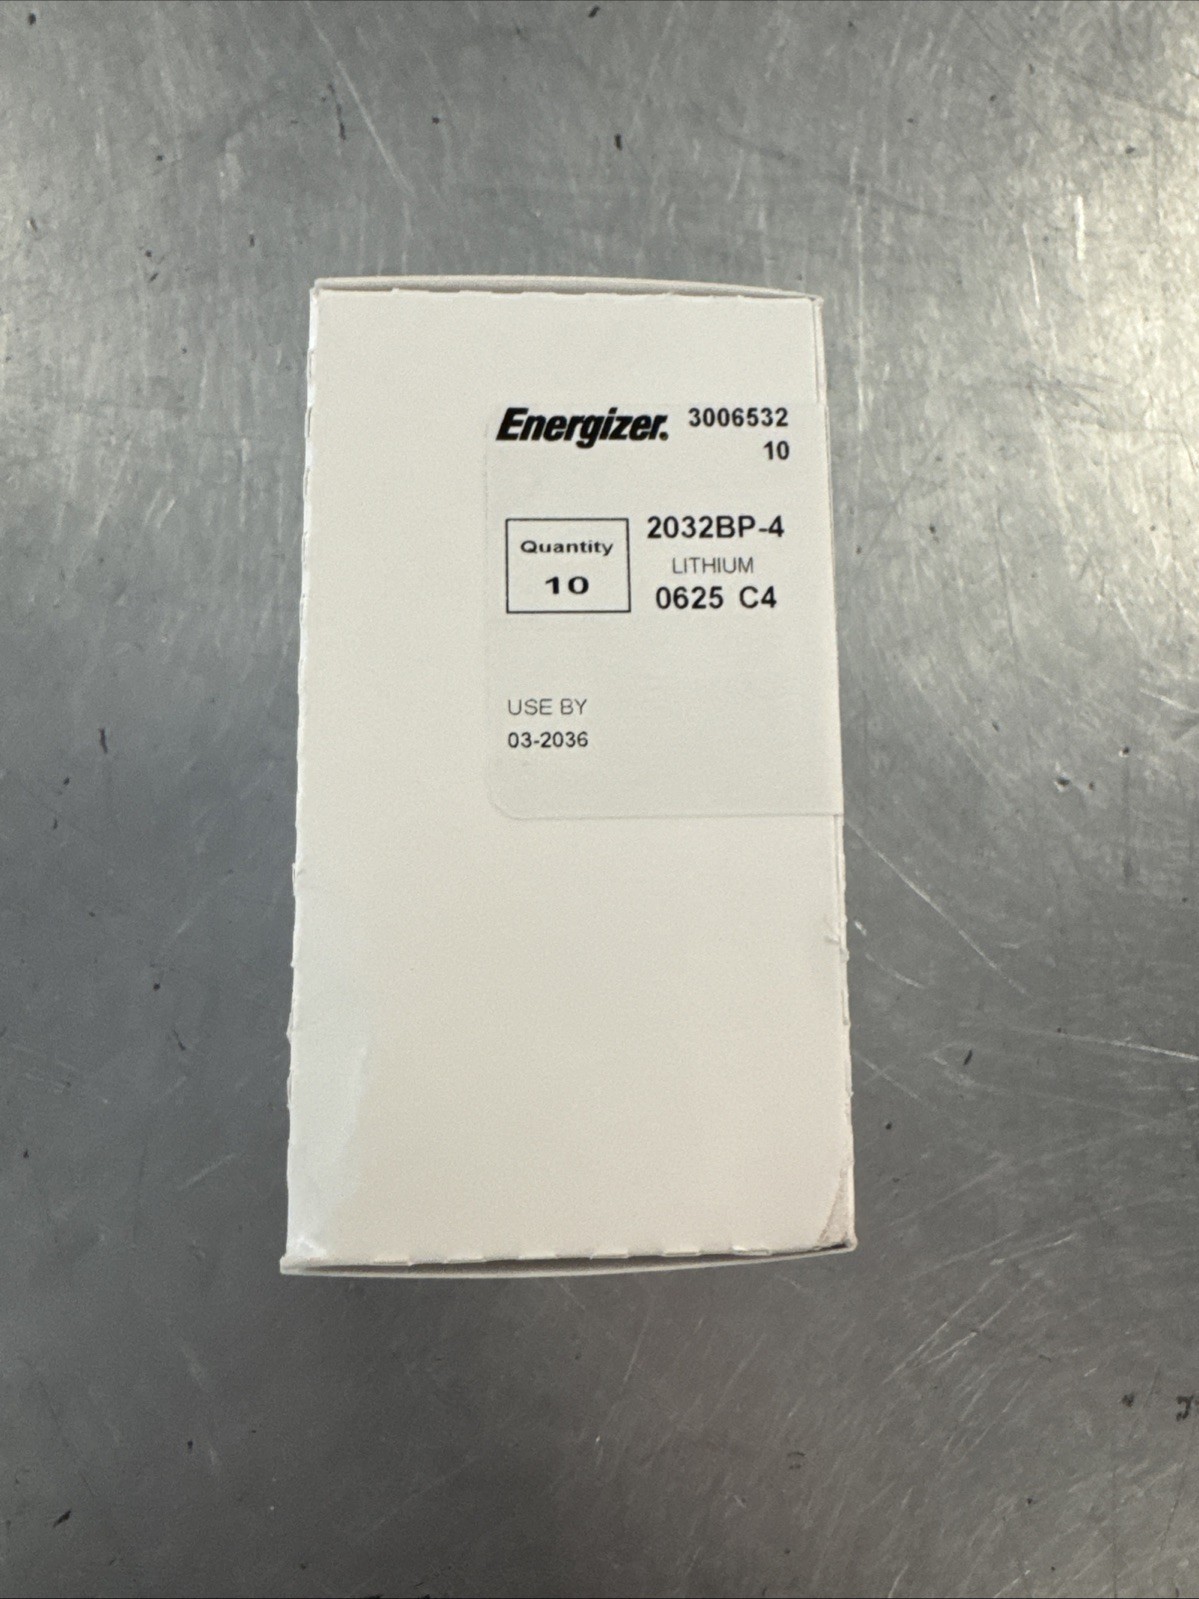 Energizer. 3006532
10
Quantity
10
2032BP-4
LITHIUM
0625 C4
USE BY
03-2036